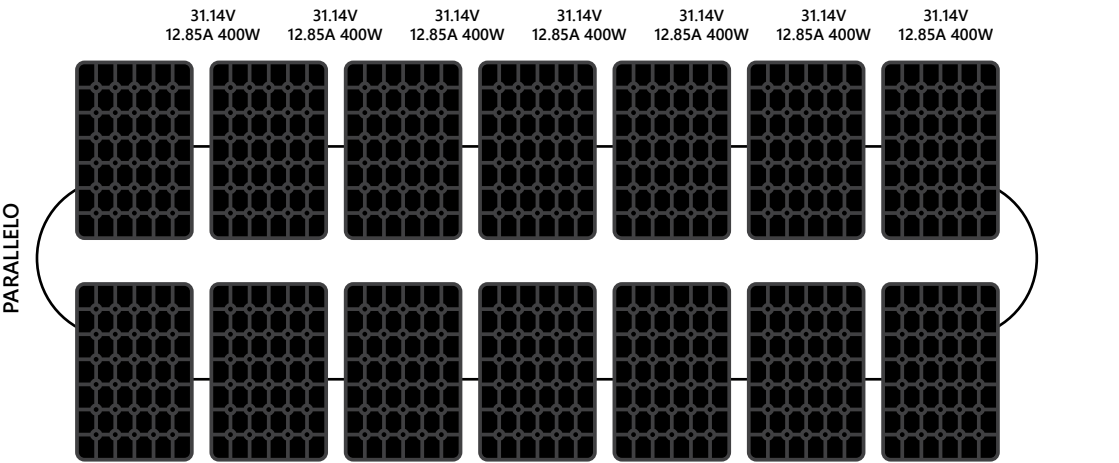 31.14V 31.14V 31.14V 31.14V 31.14V 31.14V 31.14V
12.85A 400W 12.85A 400W 12.85A 400W 12.85A 400W 12.85A 400W 12.85A 400W 12.85A 400W
PARALLELO